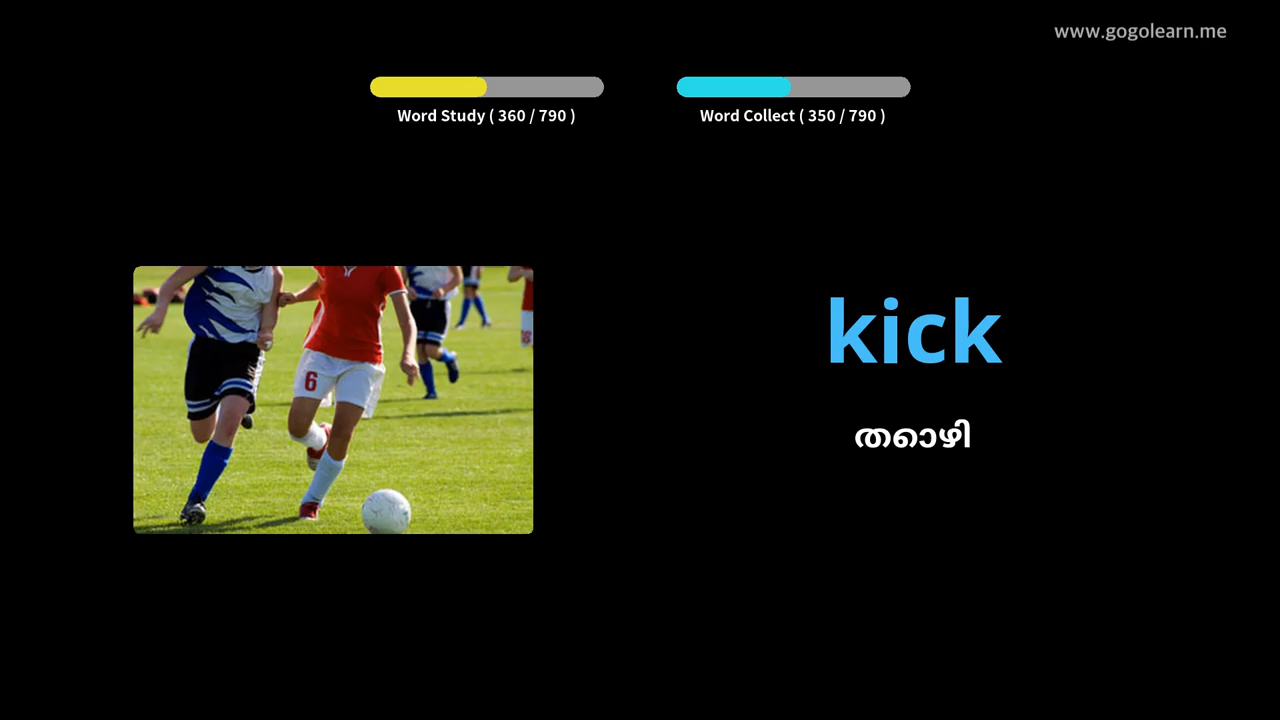 www.gogolearn.me
Word Study ( 360 / 790 )
Word Collect ( 350 / 790 )
kick
തൊഴി
6